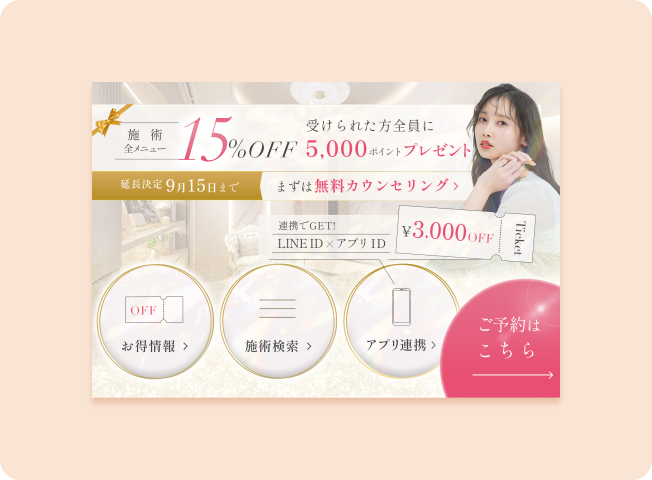 施術
全メニュー
15%OFF
受けられた方全員に
5,000ポイントプレゼント
延長決定 9月15日まで
まずは無料カウンセリング
連携でGET!
LINE ID×アプリID
¥3,000OFF
Ticket
OFF
お得情報
施術検索
アプリ連携
ご予約は
こちら